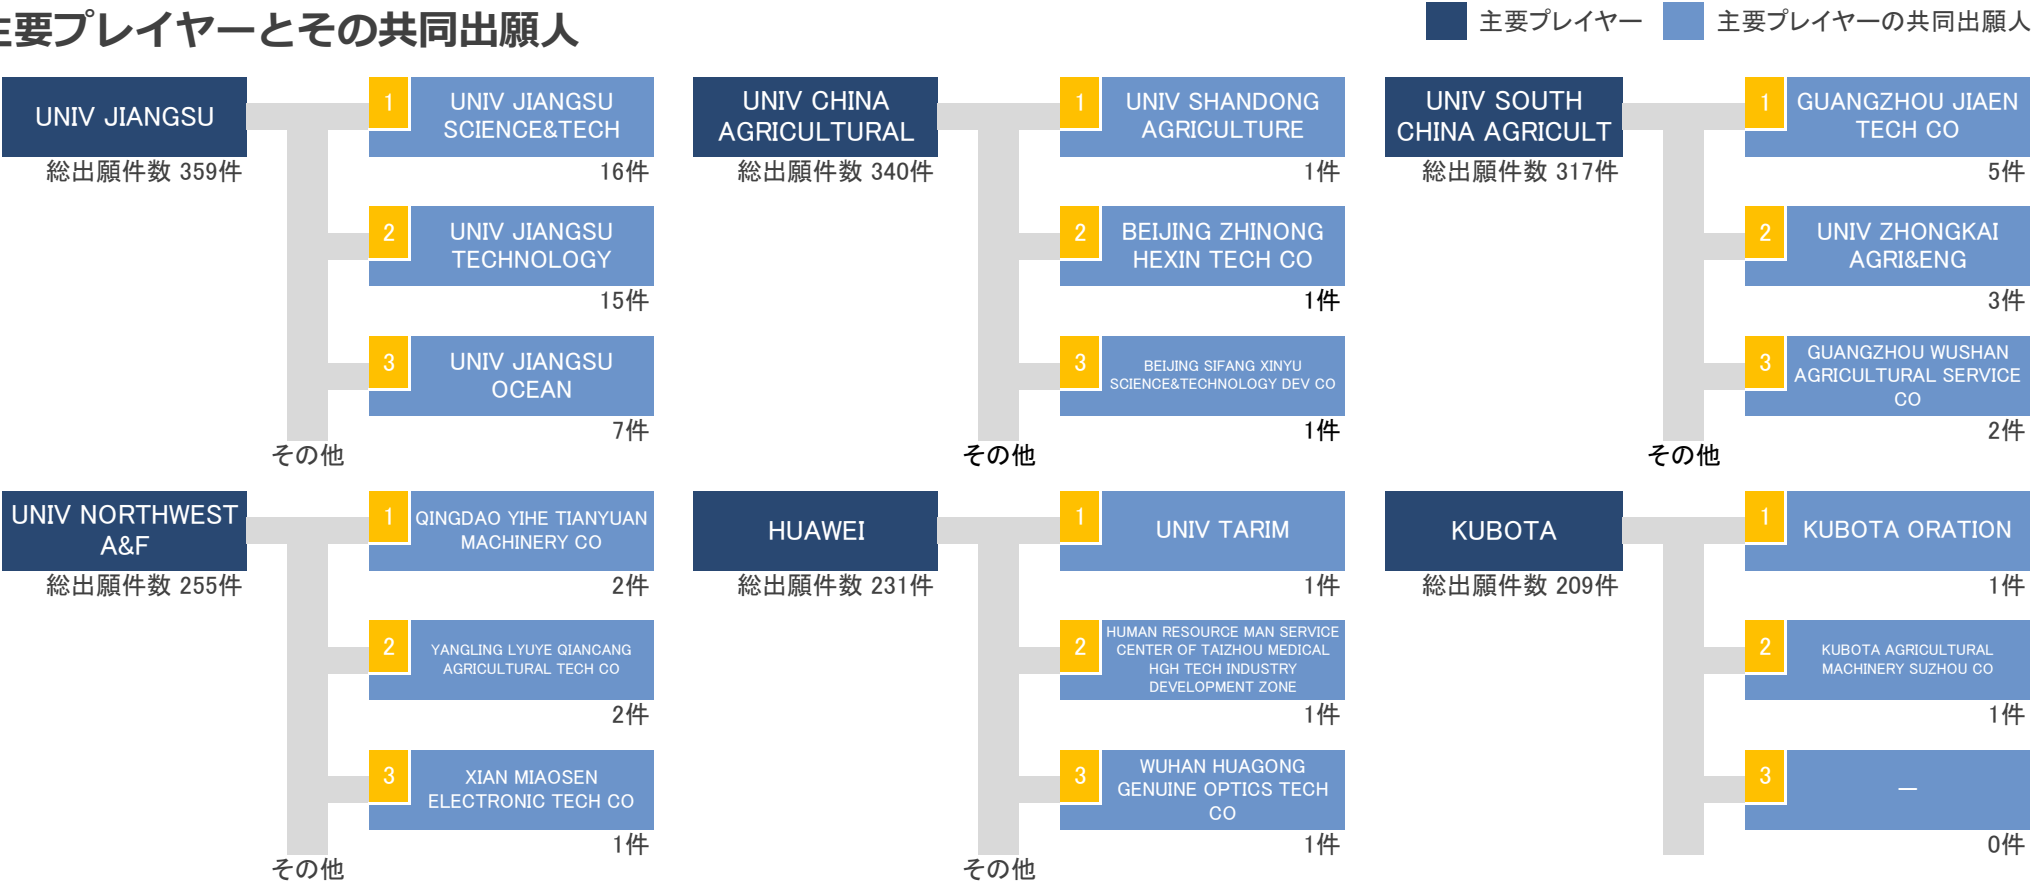 主要プレイヤーとその共同出願人
主要プレイヤー
主要プレイヤーの共同出願人
UNIV JIANGSU
総出願件数 359件
1
UNIV JIANGSU
SCIENCE&TECH
16件
2
UNIV JIANGSU
TECHNOLOGY
15件
3
UNIV JIANGSU
OCEAN
7件
その他
UNIV CHINA
AGRICULTURAL
総出願件数 340件
1
UNIV SHANDONG
AGRICULTURE
1件
2
BEIJING ZHINONG
HEXIN TECH CO
1件
3
BEIJING SIFANG XINYU
SCIENCE&TECHNOLOGY DEV CO
1件
その他
UNIV SOUTH
CHINA AGRICULT
総出願件数 317件
1
GUANGZHOU JIAEN
TECH CO
5件
2
UNIV ZHONGKAI
AGRI&ENG
3件
3
GUANGZHOU WUSHAN
AGRICULTURAL SERVICE
CO
2件
その他
UNIV NORTHWEST
A&F
総出願件数 255件
1
QINGDAO YIHE TIANYUAN
MACHINERY CO
2件
2
YANGLING LYUYE QIANCANG
AGRICULTURAL TECH CO
2件
3
XIAN MIAOSEN
ELECTRONIC TECH CO
1件
その他
HUAWEI
総出願件数 231件
1
UNIV TARIM
1件
2
HUMAN RESOURCE MAN SERVICE
CENTER OF TAIZHOU MEDICAL
HGH TECH INDUSTRY
DEVELOPMENT ZONE
1件
3
WUHAN HUAGONG
GENUINE OPTICS TECH
CO
1件
その他
KUBOTA
総出願件数 209件
1
KUBOTA ORATION
1件
2
KUBOTA AGRICULTURAL
MACHINERY SUZHOU CO
1件
3
—
0件